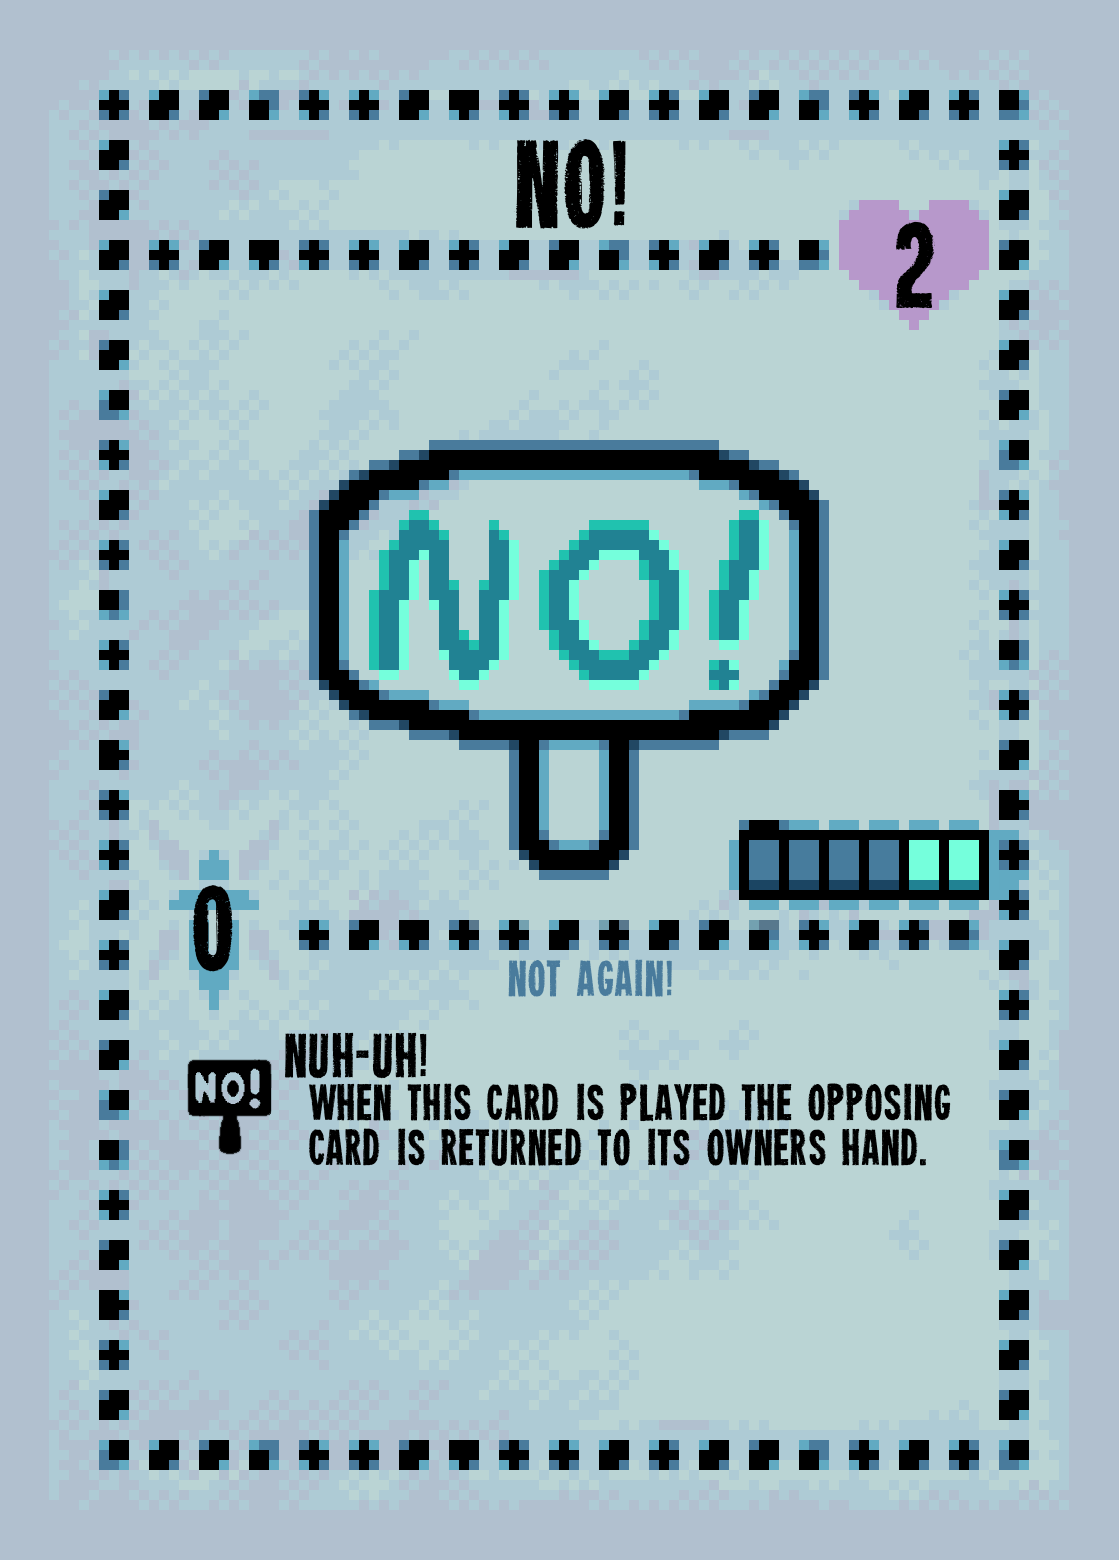 NO!
2
NO!
0
NOT AGAIN!
NUH-UH!
NO!
WHEN THIS CARD IS PLAYED THE OPPOSING
CARD IS RETURNED TO ITS OWNERS HAND.